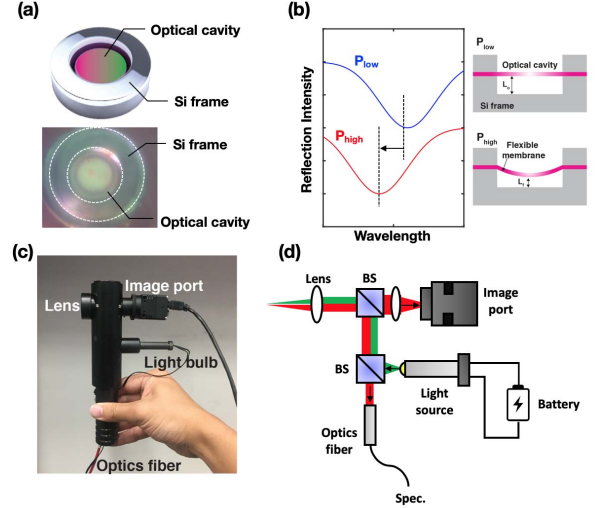 (a)
Optical cavity
Si frame
Si frame
Optical cavity
(b)
Reflection Intensity
Plow
Phigh
Wavelength
Plow
Optical cavity
Si frame
Phigh
Flexible
membrane
(c)
Lens
Image port
Light bulb
Optics fiber
(d)
Lens
BS
Image
port
BS
Light
source
Battery
Optics
fiber
Spec.